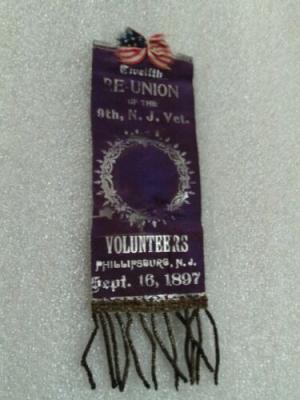 Twelfth
RE-UNION
OF THE
9th, N. J. Vet.
VOLUNTEERS
PHILLIPSBURG, N. J.
Sept. 16, 1897